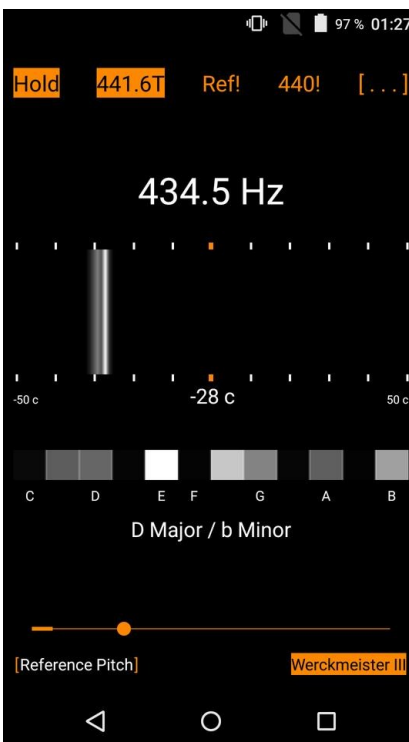 97 % 01:27
Hold 441.6T Ref! 440! [...]
434.5 Hz
-50 c -28 c 50 c
C D E F G A B
D Major / b Minor
[Reference Pitch] Werckmeister III